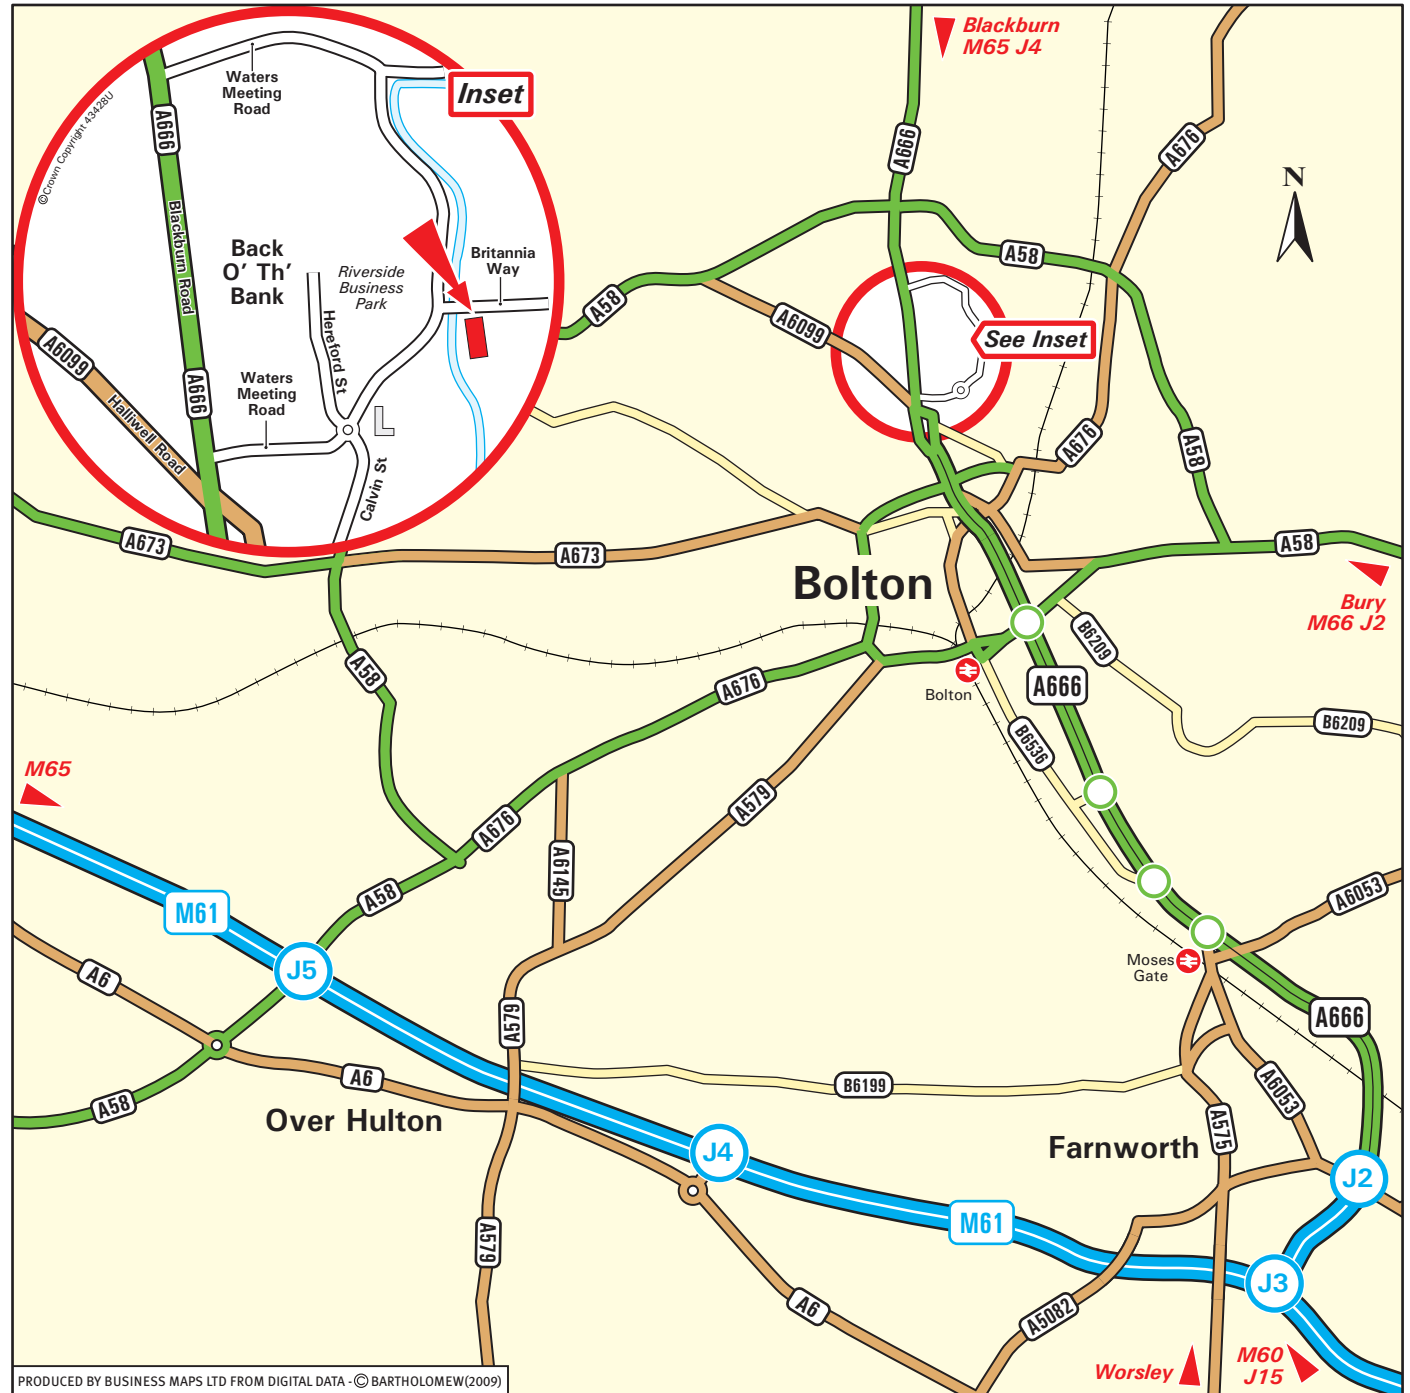 Blackburn
M65 J4
Inset
Waters
Meeting
Road
©Crown Copyright 43428U
A666
Blackburn Road
Back
O' Th'
Bank
Riverside
Business
Park
Britannia
Way
Hereford St
A6099
Halliwell Road
A666
Waters
Meeting
Road
Calvin St
A666
A676
N
A58
A58
A6099
See Inset
A676
A58
A673
A673
A58
Bolton
Bury
M66 J2
B6209
A58
A676
Bolton
A666
B6209
B6536
M65
A579
A676
A6145
A58
M61
A6053
J5
Moses
Gate
A6
A579
A666
A6
B6199
A6053
A58
Over Hulton
A575
Farnworth
J4
J2
M61
A579
J3
A6
A5082
Worsley
M60
J15
PRODUCED BY BUSINESS MAPS LTD FROM DIGITAL DATA - © BARTHOLOMEW(2009)